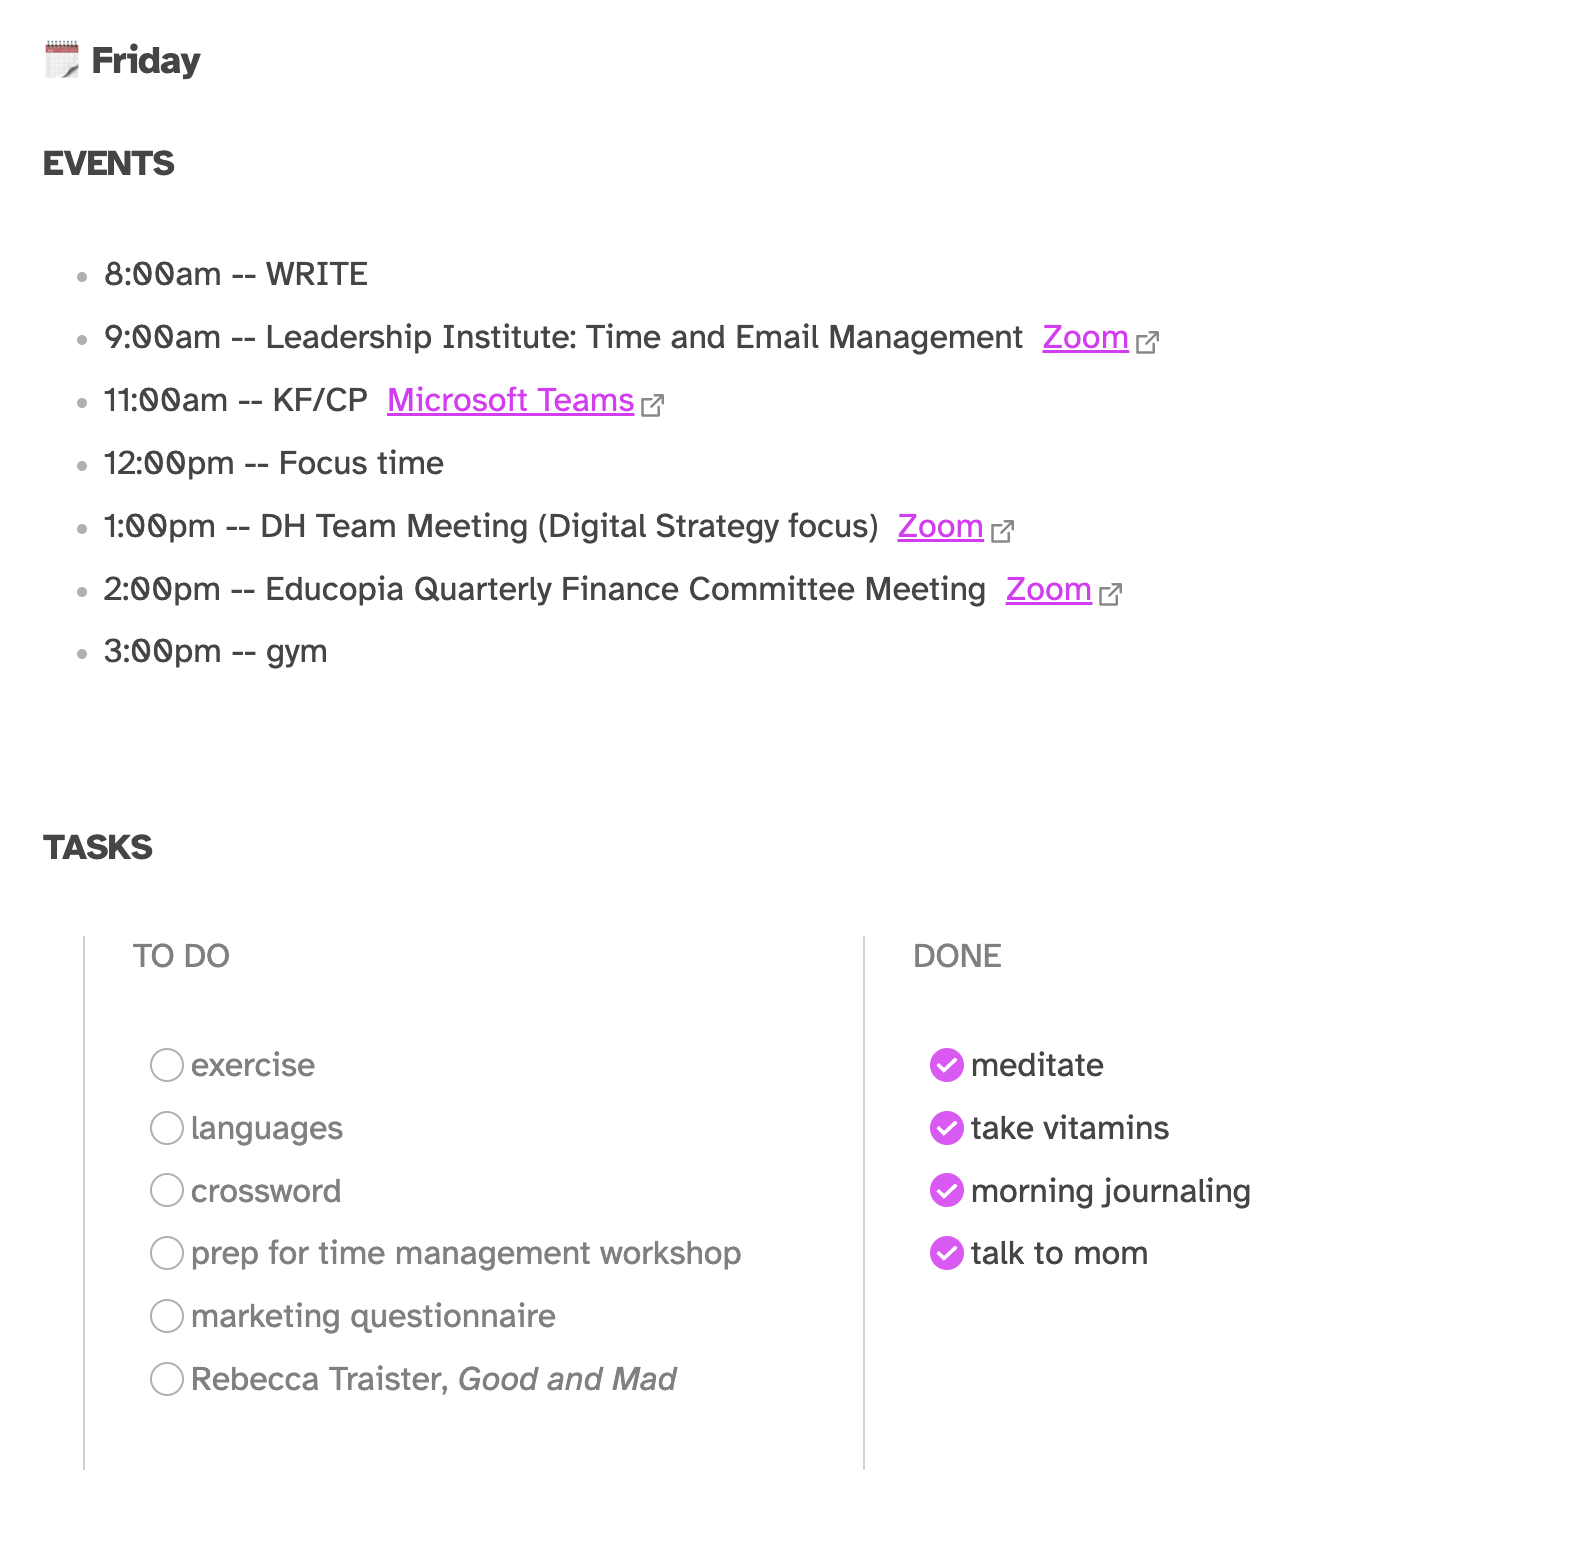 Friday
EVENTS
8:00am -- WRITE
9:00am -- Leadership Institute: Time and Email Management Zoom
11:00am -- KF/CP Microsoft Teams
12:00pm -- Focus time
1:00pm -- DH Team Meeting (Digital Strategy focus) Zoom
2:00pm -- Educopia Quarterly Finance Committee Meeting Zoom
3:00pm -- gym
TASKS
TO DO
exercise
languages
crossword
prep for time management workshop
marketing questionnaire
Rebecca Traister, Good and Mad
DONE
meditate
take vitamins
morning journaling
talk to mom